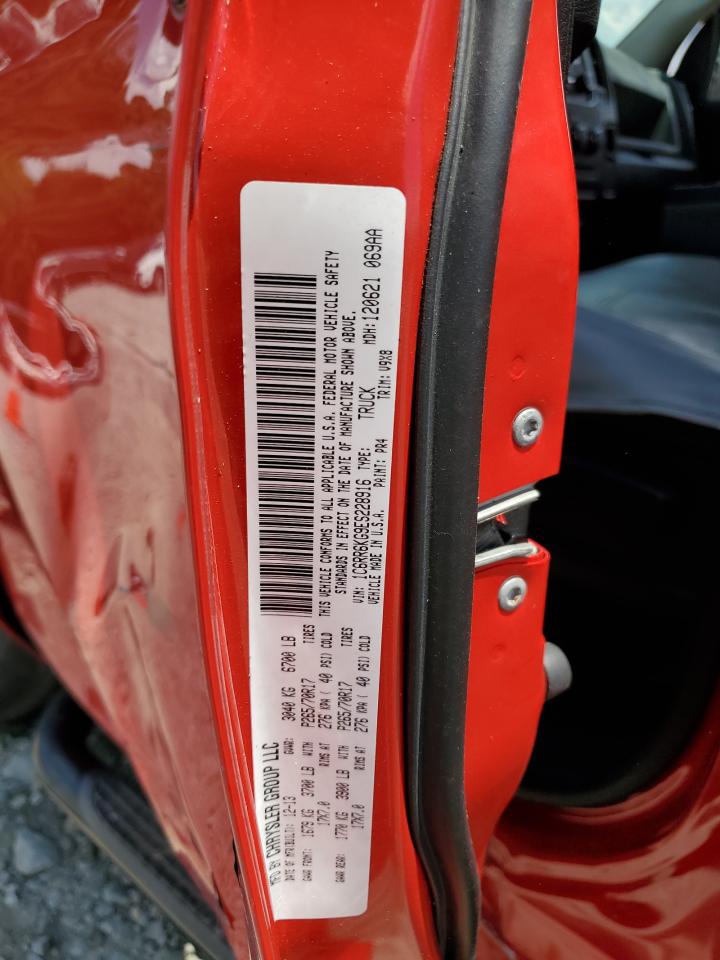 MFD BY CHRYSLER GROUP LLC
DATE OF MFR(BUILT): 12-13 GVWR: 3040 KG 6700 LB
GAWR FRONT: 1679 KG 3700 LB WITH P265/70R17 TIRES
17X7.0 RIMS AT 276 KPA ( 40 PSI) COLD
GAWR REAR: 1770 KG 3900 LB WITH P265/70R17 TIRES
17X7.0 RIMS AT 276 KPA ( 40 PSI) COLD
THIS VEHICLE CONFORMS TO ALL APPLICABLE U.S.A. FEDERAL MOTOR VEHICLE SAFETY
STANDARDS IN EFFECT ON THE DATE OF MANUFACTURE SHOWN ABOVE.
VIN: 1C6RR6KG9ES228916 TYPE: TRUCK MDH: 120621 069AA
VEHICLE MADE IN U.S.A. PAINT: PR4 TRIM: V9X8